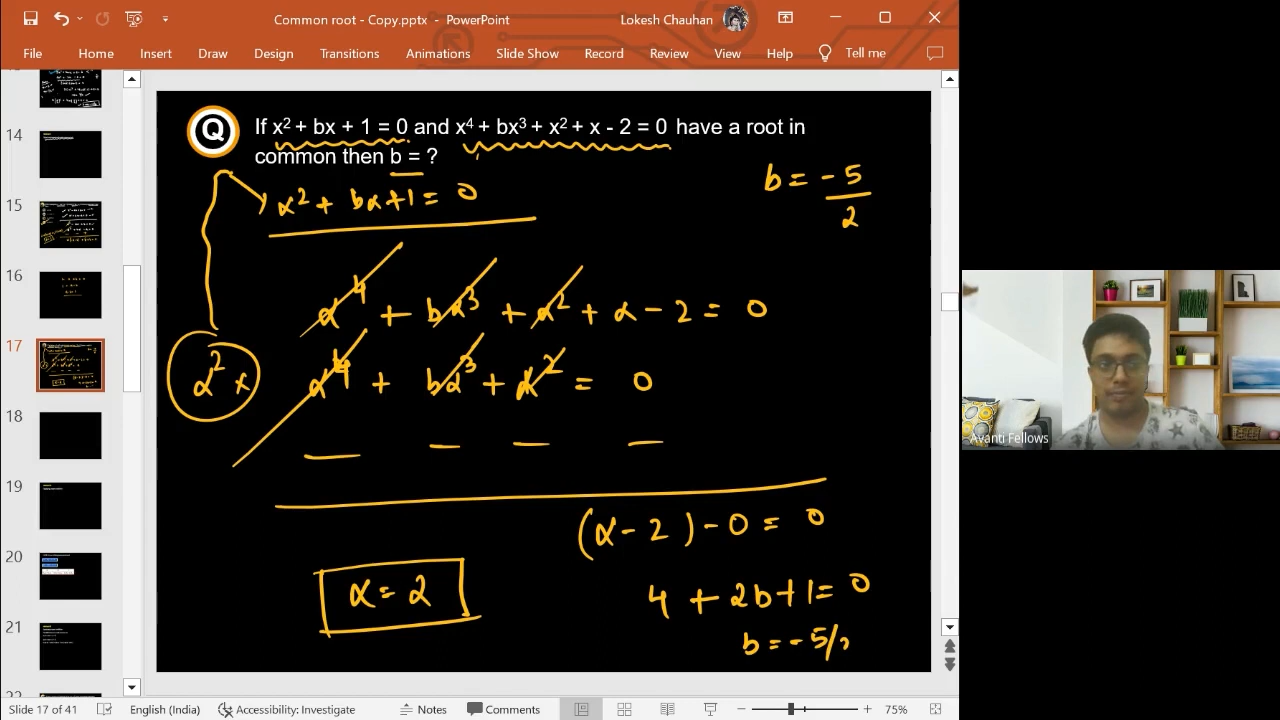 Common root - Copy.pptx - PowerPoint
Lokesh Chauhan
File Home Insert Draw Design Transitions Animations Slide Show Record Review View Help Tell me
14
15
16
17
18
19
20
21
Q If x² + bx + 1 = 0 and x⁴ + bx³ + x² + x - 2 = 0 have a root in
common then b = ?
b = -5/2
α² + bα + 1 = 0
α⁴ + bα³ + α² + α - 2 = 0
α² × α⁴ + bα³ + α² = 0
— — — —
(α - 2) - 0 = 0
α = 2
4 + 2b + 1 = 0
b = - 5/2
Avanti Fellows
Slide 17 of 41 English (India) Accessibility: Investigate Notes Comments 75%